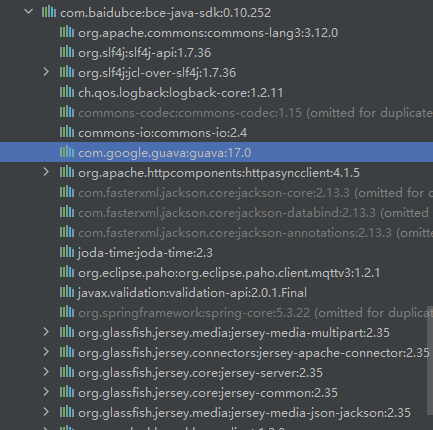 com.baidubce:bce-java-sdk:0.10.252
org.apache.commons:commons-lang3:3.12.0
org.slf4j:slf4j-api:1.7.36
org.slf4j:jcl-over-slf4j:1.7.36
ch.qos.logback:logback-core:1.2.11
commons-codec:commons-codec:1.15 (omitted for duplicate
commons-io:commons-io:2.4
com.google.guava:guava:17.0
org.apache.httpcomponents:httpasyncclient:4.1.5
com.fasterxml.jackson.core:jackson-core:2.13.3 (omitted for d
com.fasterxml.jackson.core:jackson-databind:2.13.3 (omitted
com.fasterxml.jackson.core:jackson-annotations:2.13.3 (omitt
joda-time:joda-time:2.3
org.eclipse.paho:org.eclipse.paho.client.mqttv3:1.2.1
javax.validation:validation-api:2.0.1.Final
org.springframework:spring-core:5.3.22 (omitted for duplicat
org.glassfish.jersey.media:jersey-media-multipart:2.35
org.glassfish.jersey.connectors:jersey-apache-connector:2.35
org.glassfish.jersey.core:jersey-server:2.35
org.glassfish.jersey.core:jersey-common:2.35
org.glassfish.jersey.media:jersey-media-json-jackson:2.35